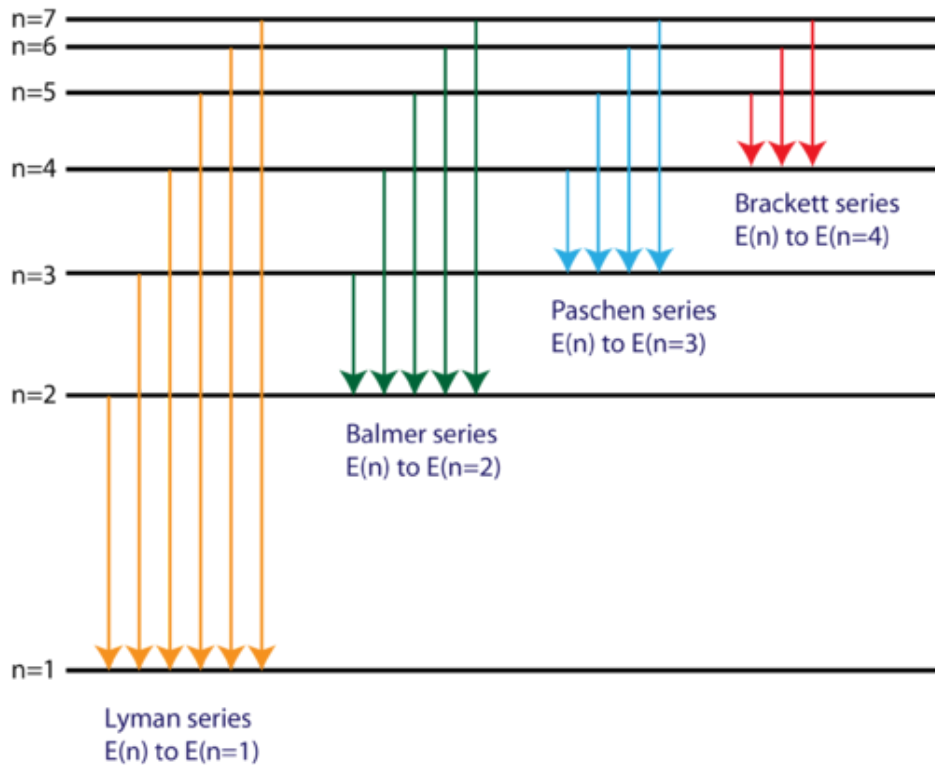 n=7
n=6
n=5
n=4
Brackett series
E(n) to E(n=4)
n=3
Paschen series
E(n) to E(n=3)
n=2
Balmer series
E(n) to E(n=2)
n=1
Lyman series
E(n) to E(n=1)